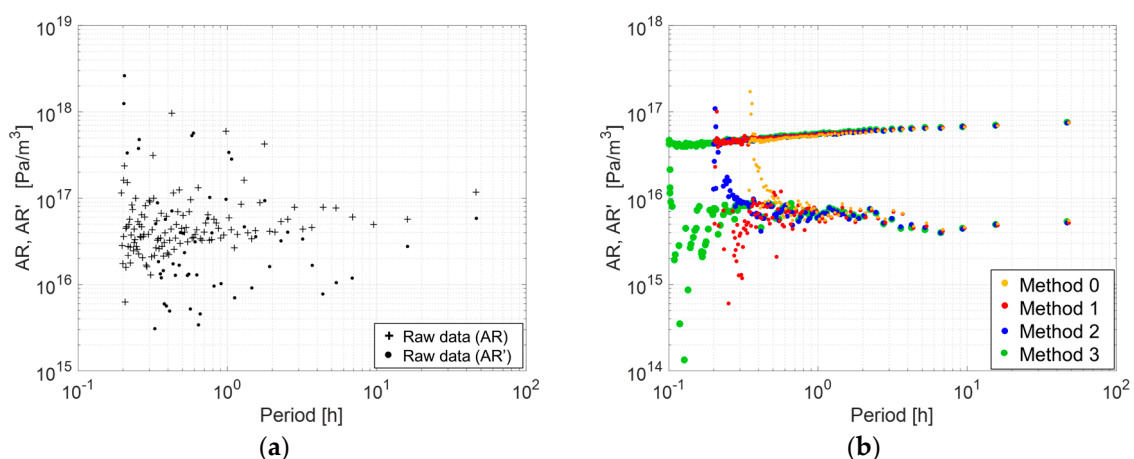 10^19
10^18
10^17
10^16
10^15
AR, AR' [Pa/m^3]
+ Raw data (AR)
• Raw data (AR')
10^-1 10^0 10^1 10^2
Period [h]
(a)
10^18
10^17
10^16
10^15
10^14
AR, AR' [Pa/m^3]
Method 0
Method 1
Method 2
Method 3
10^-1 10^0 10^1 10^2
Period [h]
(b)